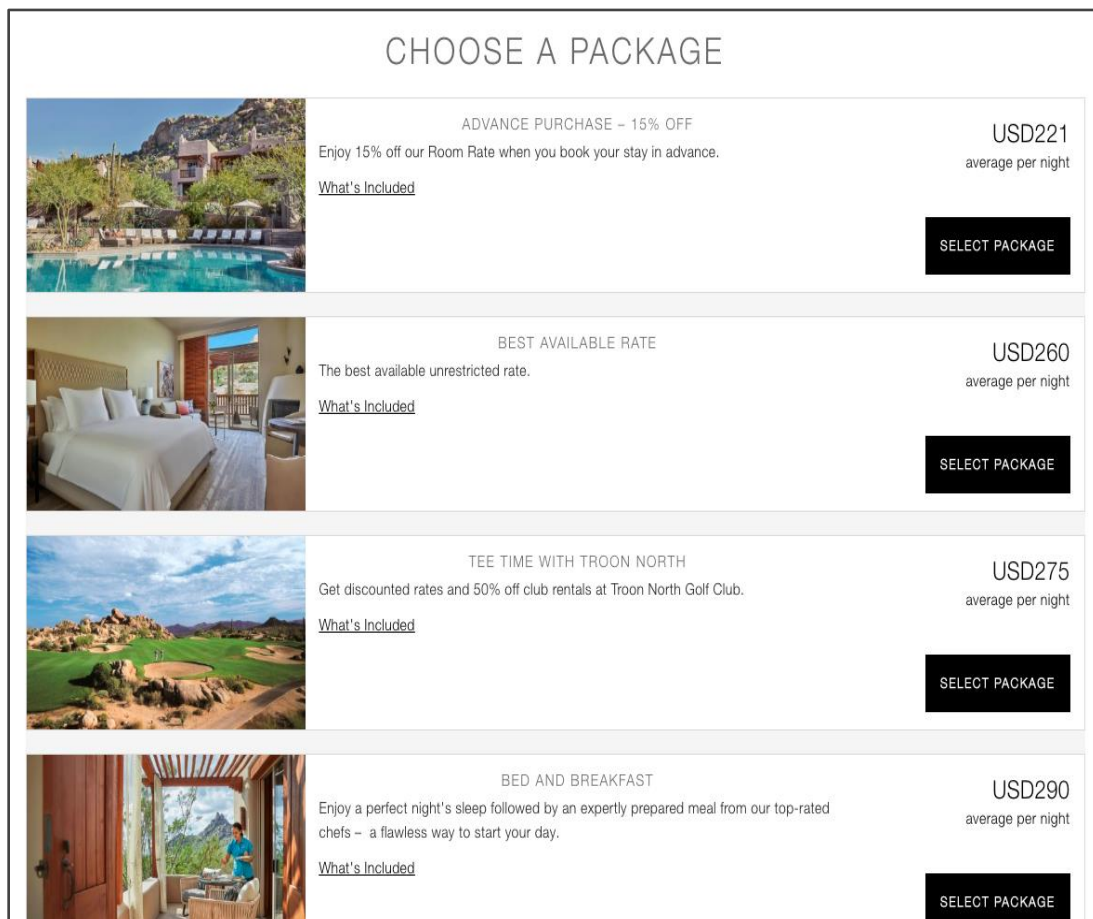 CHOOSE A PACKAGE
ADVANCE PURCHASE – 15% OFF
Enjoy 15% off our Room Rate when you book your stay in advance.
What's Included
USD221
average per night
SELECT PACKAGE
BEST AVAILABLE RATE
The best available unrestricted rate.
What's Included
USD260
average per night
SELECT PACKAGE
TEE TIME WITH TROON NORTH
Get discounted rates and 50% off club rentals at Troon North Golf Club.
What's Included
USD275
average per night
SELECT PACKAGE
BED AND BREAKFAST
Enjoy a perfect night's sleep followed by an expertly prepared meal from our top-rated
chefs – a flawless way to start your day.
What's Included
USD290
average per night
SELECT PACKAGE